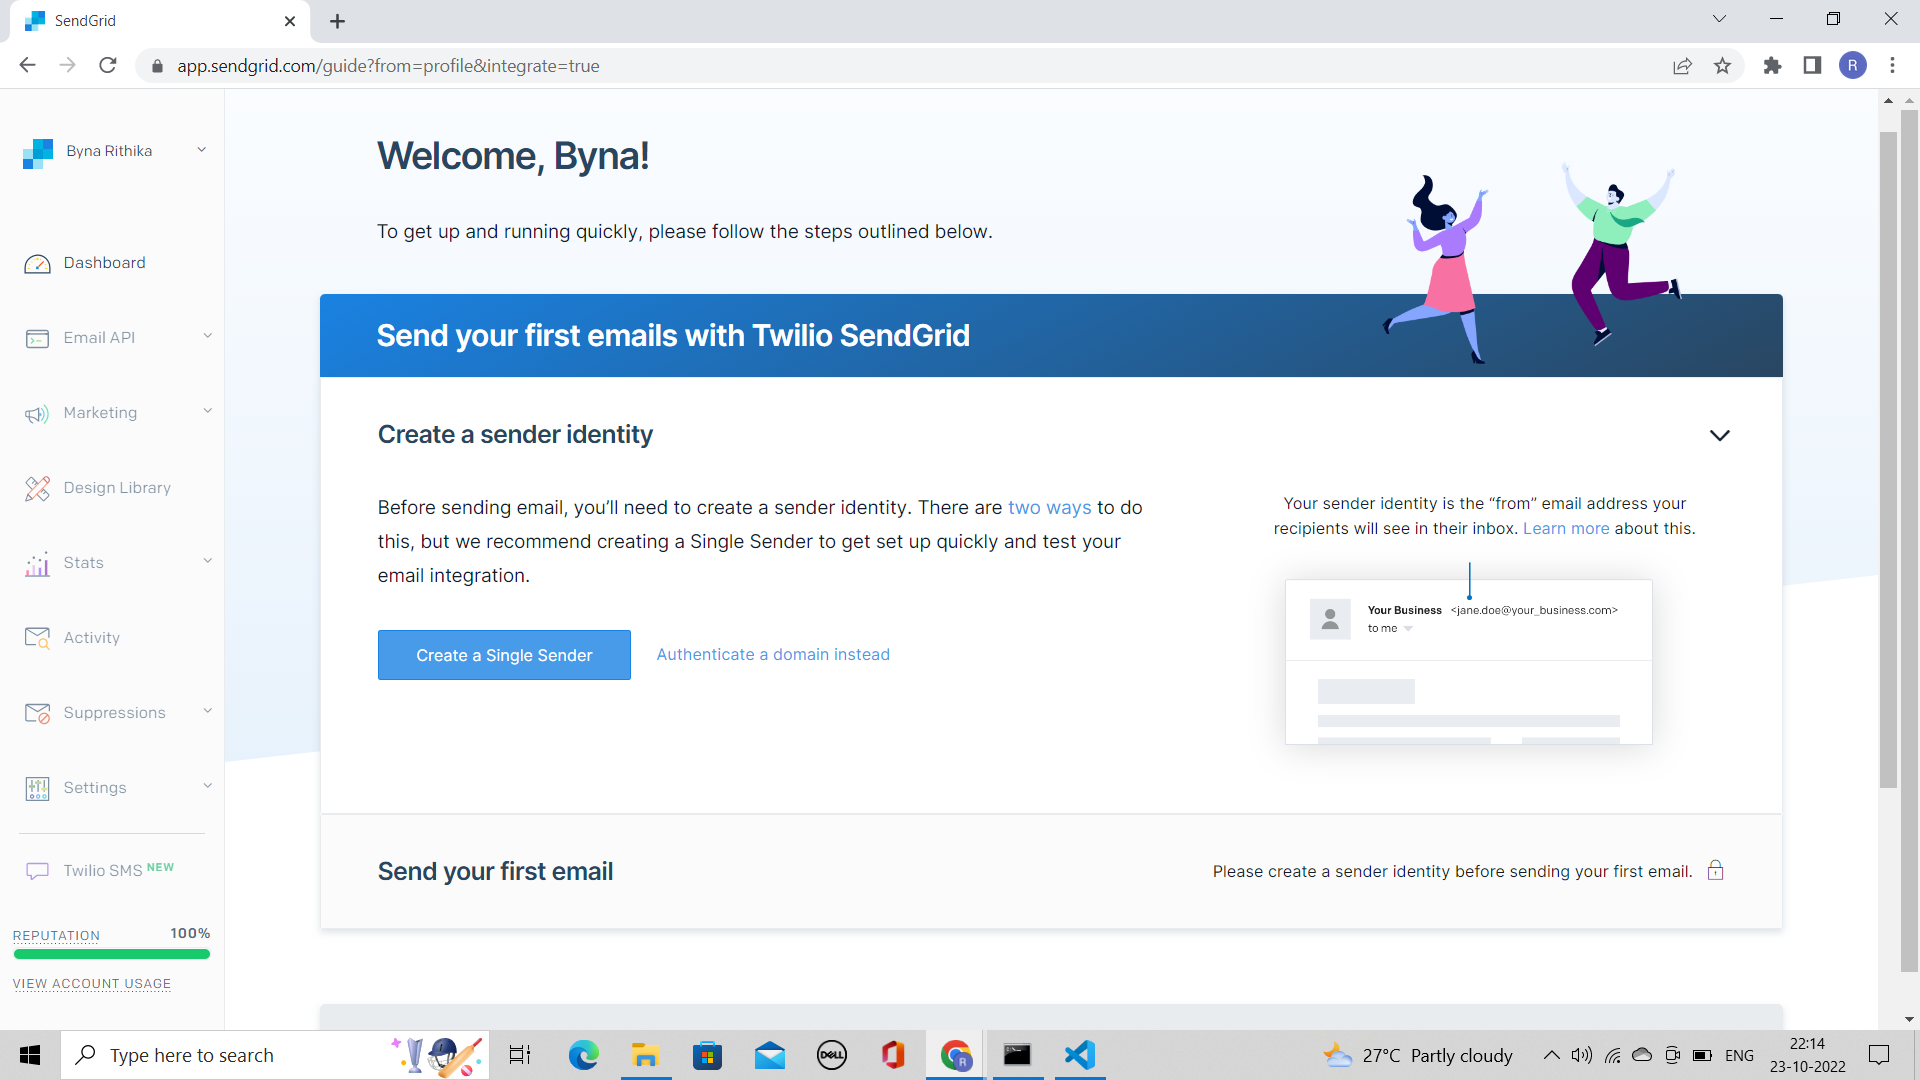 SendGrid
app.sendgrid.com/guide?from=profile&integrate=true
R
Byna Rithika
Dashboard
Email API
Marketing
Design Library
Stats
Activity
Suppressions
Settings
Twilio SMS NEW
REPUTATION 100%
VIEW ACCOUNT USAGE
Welcome, Byna!
To get up and running quickly, please follow the steps outlined below.
Send your first emails with Twilio SendGrid
Create a sender identity
Before sending email, you’ll need to create a sender identity. There are two ways to do
this, but we recommend creating a Single Sender to get set up quickly and test your
email integration.
Create a Single Sender
Authenticate a domain instead
Your sender identity is the “from” email address your
recipients will see in their inbox. Learn more about this.
Your Business <jane.doe@your_business.com>
to me
Send your first email
Please create a sender identity before sending your first email.
Type here to search
DELL
R
27°C Partly cloudy
ENG
22:14
23-10-2022